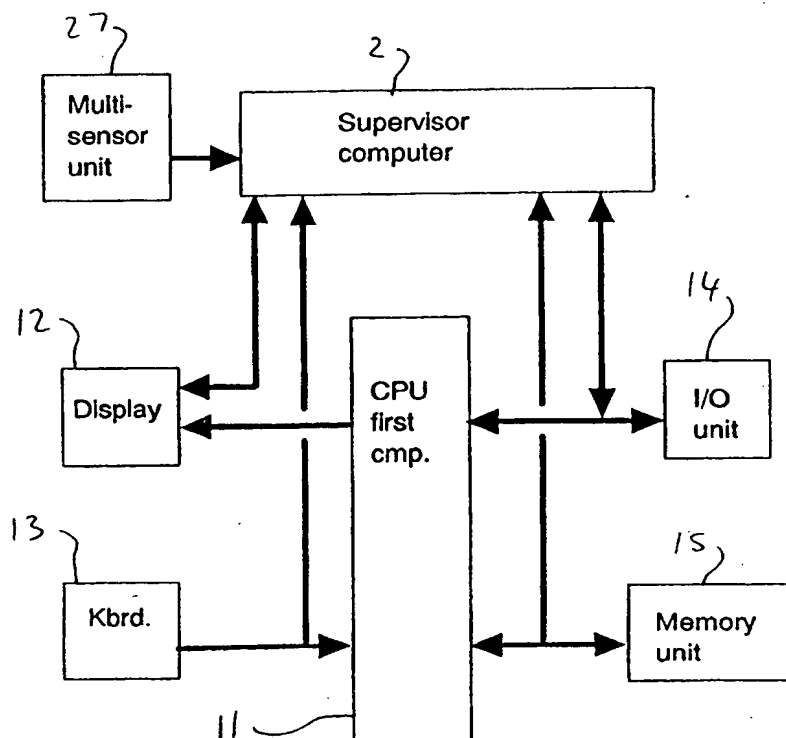 27
2
Multi-
sensor
unit
Supervisor
computer
12
14
Display
CPU
first
cmp.
I/O
unit
13
15
Kbrd.
Memory
unit
11